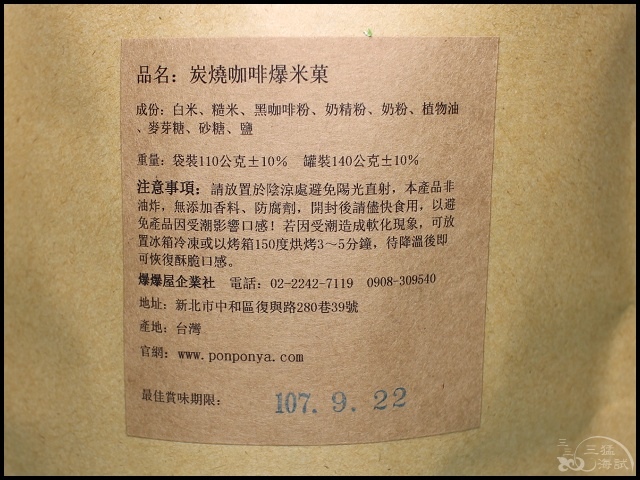 品名：炭燒咖啡爆米菓
成份：白米、糙米、黑咖啡粉、奶精粉、奶粉、植物油
、麥芽糖、砂糖、鹽
重量：袋裝110公克±10%　罐裝140公克±10%
注意事項：請放置於陰涼處避免陽光直射，本產品非
油炸，無添加香料、防腐劑，開封後請儘快食用，以避
免產品因受潮影響口感！若因受潮造成軟化現象，可放
置冰箱冷凍或以烤箱150度烘烤3～5分鐘，待降溫後即
可恢復酥脆口感。
爆爆屋企業社　電話：02-2242-7119　0908-309540
地址：新北市中和區復興路280巷39號
產地：台灣
官網：www.ponponya.com
最佳賞味期限：　107. 9. 22
三猛
海試